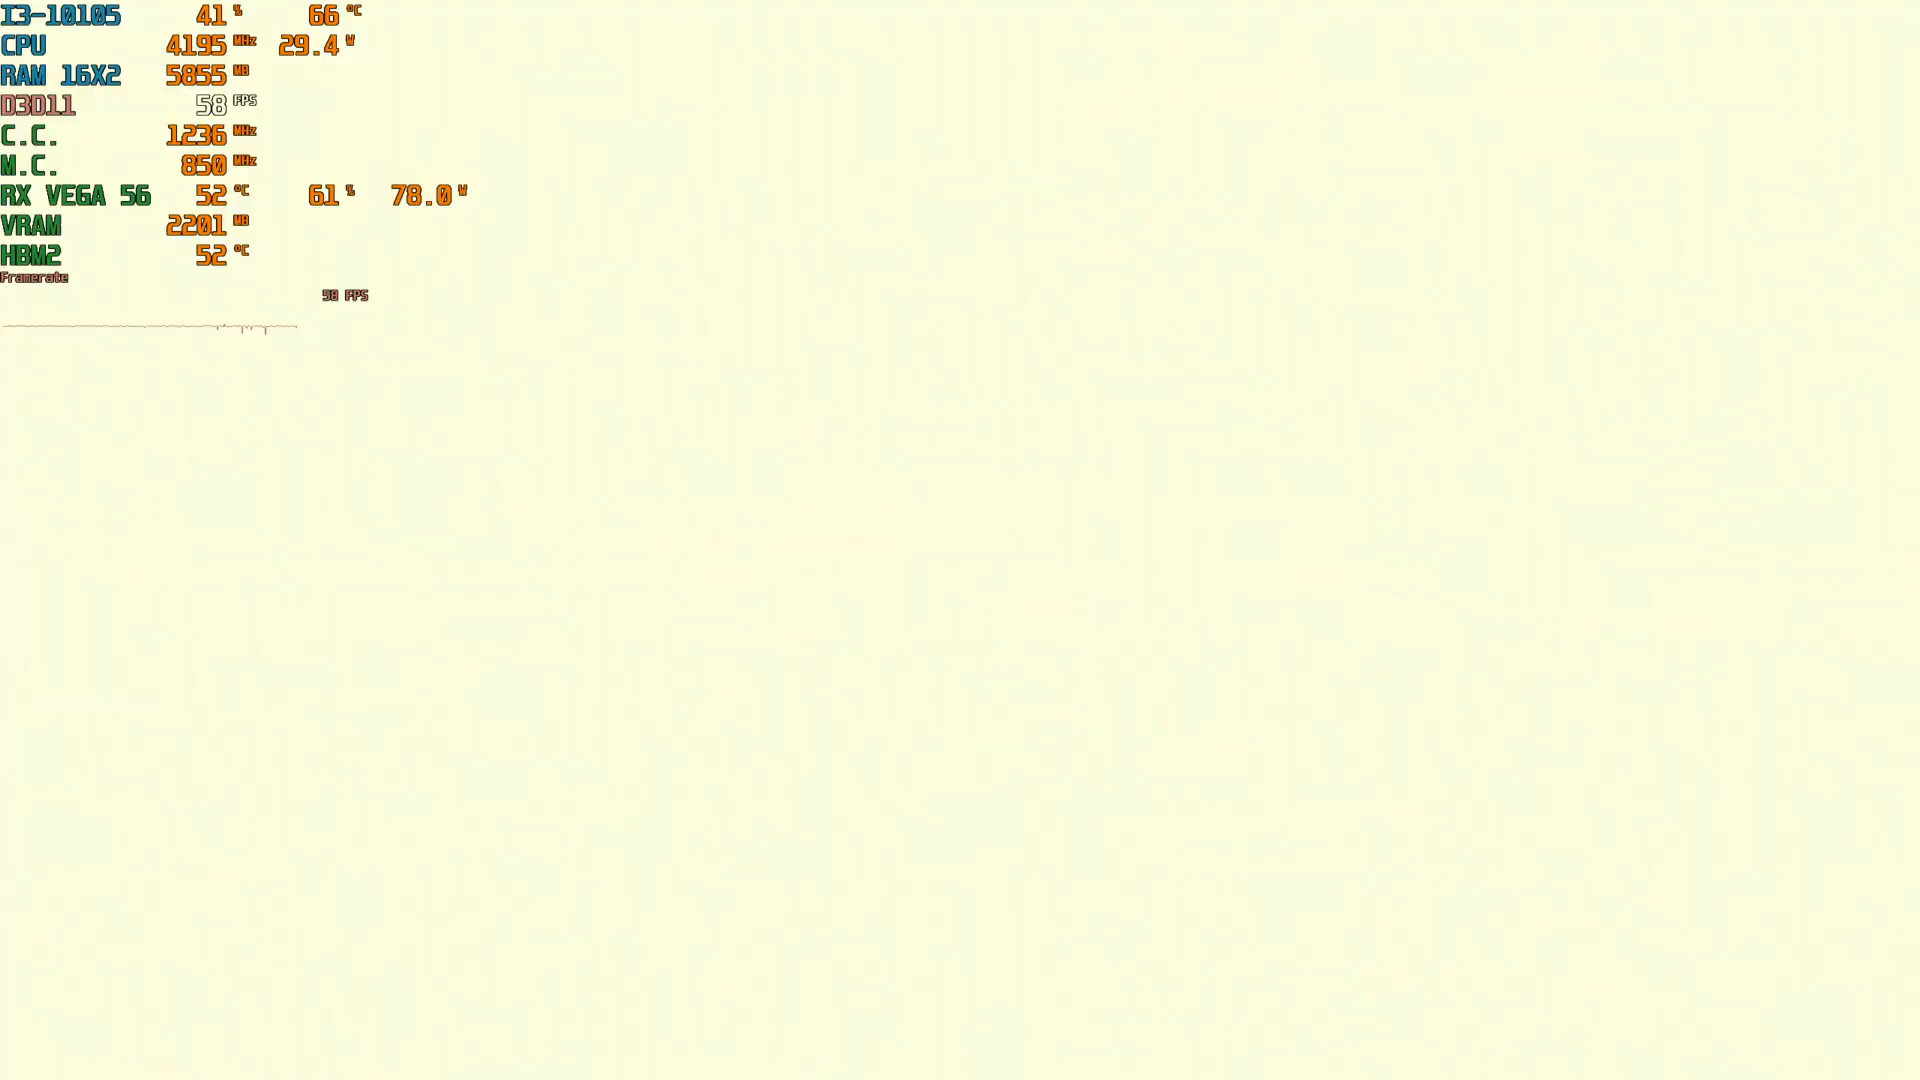 I3-10105 41 % 66 °C
CPU 4195 MHz 29.4 W
RAM 16X2 5855 MB
D3D11 58 FPS
C.C. 1236 MHz
M.C. 850 MHz
RX VEGA 56 52 °C 61 % 78.0 W
VRAM 2201 MB
HBM2 52 °C
Framerate
58 FPS